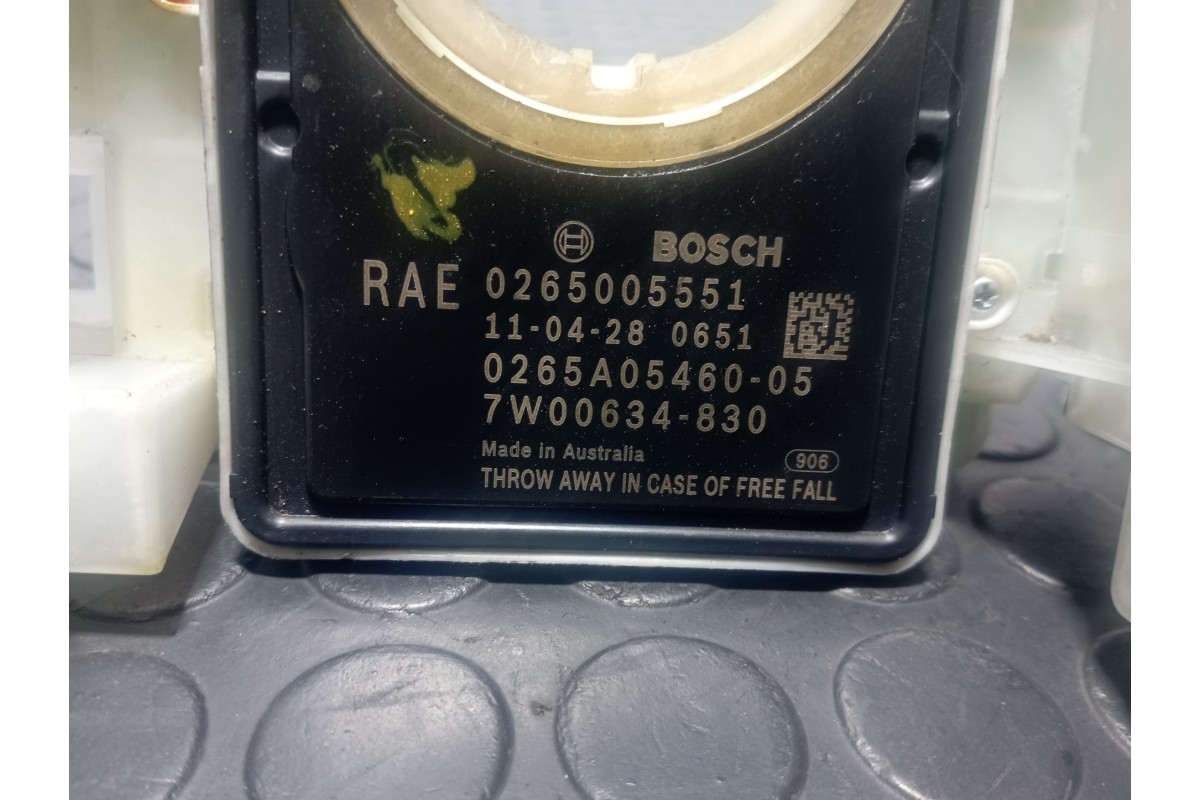 BOSCH
RAE 0265005551
11-04-28 0651
0265A05460-05
7W00634-830
Made in Australia 906
THROW AWAY IN CASE OF FREE FALL